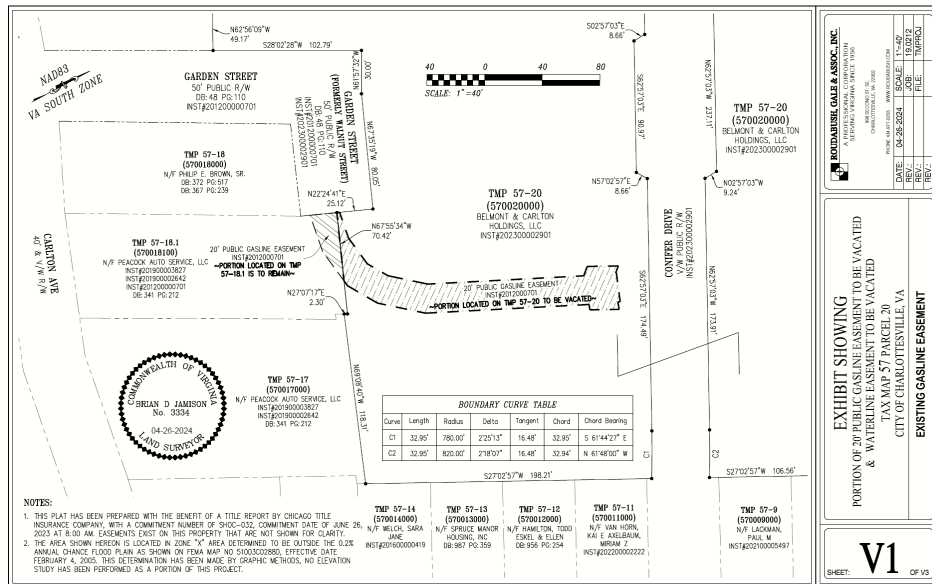 N62°56'09"W
49.17'
S28°02'28"W 102.79'
NAD83
VA SOUTH ZONE
GARDEN STREET
50' PUBLIC R/W
DB: 48 PG:110
INST#201200000701
N61°57'32"W
30.00'
GARDEN STREET
(FORMERLY WALNUT STREET)
50' PUBLIC R/W
DB: 48 PG:110
INST#201200000701
INST#202300002901
N67°35'19"W 80.05'
40 0 40 80
SCALE: 1"=40'
S02°57'03"E
8.66'
S62°57'03"E 90.97'
N62°57'03"W 237.11'
TMP 57-20
(570020000)
BELMONT & CARLTON
HOLDINGS, LLC
INST#202300002901
TMP 57-18
(570018000)
N/F PHILIP E. BROWN, SR.
DB: 372 PG:517
DB: 367 PG:239
N22°24'41"E
25.12'
TMP 57-20
(570020000)
BELMONT & CARLTON
HOLDINGS, LLC
INST#202300002901
N57°02'57"E
8.66'
N02°57'03"W
9.24'
CONIFER DRIVE
V/W PUBLIC R/W
INST#202300002901
CARLTON AVE
40' & V/W R/W
TMP 57-18.1
(570018100)
N/F PEACOCK AUTO SERVICE, LLC
INST#201900003827
INST#201900002642
INST#201200000701
DB: 341 PG:212
20' PUBLIC GASLINE EASEMENT
INST#2012000701
~PORTION LOCATED ON TMP
57-18.1 IS TO REMAIN~
N67°55'34"W
70.42'
20' PUBLIC GASLINE EASEMENT
INST#2012000701
~PORTION LOCATED ON TMP 57-20 TO BE VACATED~
N27°07'17"E
2.30'
S62°57'03"E 174.49'
N62°57'03"W 173.91'
COMMONWEALTH OF VIRGINIA
BRIAN D JAMISON
No. 3334
04-26-2024
LAND SURVEYOR
TMP 57-17
(570017000)
N/F PEACOCK AUTO SERVICE, LLC
INST#201900003827
INST#201900002642
DB:341 PG:212
N69°08'40"W 118.31'
BOUNDARY CURVE TABLE
Curve Length Radius Delta Tangent Chord Chord Bearing
C1 32.95' 780.00' 2°25'13" 16.48' 32.95' S 61°44'27" E
C2 32.95' 820.00' 2°18'07" 16.48' 32.94' N 61°48'00" W
C1
C2
S27°02'57"W 198.21'
S27°02'57"W 106.56'
TMP 57-14
(570014000)
N/F WELCH, SARA
JANE
INST#201600000419
TMP 57-13
(570013000)
N/F SPRUCE MANOR
HOUSING, INC
DB: 987 PG: 359
TMP 57-12
(570012000)
N/F HAMILTON, TODD
ESKEL & ELLEN
DB: 956 PG:254
TMP 57-11
(570011000)
N/F VAN HORN,
KAI E AXELBAUM,
MIRIAM Z
INST#202200002222
TMP 57-9
(570009000)
N/F LACKMAN,
PAUL M
INST#202100005497
NOTES:
1. THIS PLAT HAS BEEN PREPARED WITH THE BENEFIT OF A TITLE REPORT BY CHICAGO TITLE
INSURANCE COMPANY, WITH A COMMITMENT NUMBER OF SHOC-032, COMMITMENT DATE OF JUNE 26,
2023 AT 8:00 AM. EASEMENTS EXIST ON THIS PROPERTY THAT ARE NOT SHOWN FOR CLARITY.
2. THE AREA SHOWN HEREON IS LOCATED IN ZONE "X" AREA DETERMINED TO BE OUTSIDE THE 0.2%
ANNUAL CHANCE FLOOD PLAIN AS SHOWN ON FEMA MAP NO 51003C0288D, EFFECTIVE DATE
FEBRUARY 4, 2005. THIS DETERMINATION HAS BEEN MADE BY GRAPHIC METHODS, NO ELEVATION
STUDY HAS BEEN PERFORMED AS A PORTION OF THIS PROJECT.
ROUDABUSH, GALE & ASSOC., INC.
A PROFESSIONAL CORPORATION
SERVING VIRGINIA SINCE 1956
CHARLOTTESVILLE, VA 22902
WWW.ROUDABUSH.COM
DATE: 04-26-2024 SCALE: 1"=40'
REV.: JOB: 19.0212
REV.: FILE: TMPROJ
REV.:
EXHIBIT SHOWING
PORTION OF 20' PUBLIC GASLINE EASEMENT TO BE VACATED
& WATERLINE EASEMENT TO BE VACATED
TAX MAP 57 PARCEL 20
CITY OF CHARLOTTESVILLE, VA
EXISTING GASLINE EASEMENT
SHEET: V1 OF V3